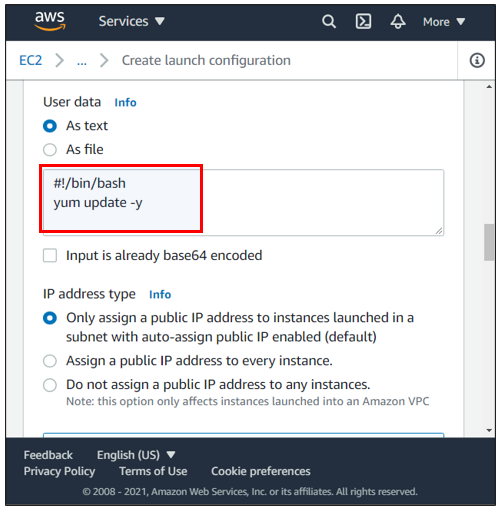 aws
Services
More
EC2
...
Create launch configuration
User data Info
As text
As file
#!/bin/bash
yum update -y
Input is already base64 encoded
IP address type Info
Only assign a public IP address to instances launched in a
subnet with auto-assign public IP enabled (default)
Assign a public IP address to every instance.
Do not assign a public IP address to any instances.
Note: this option only affects instances launched into an Amazon VPC
Feedback English (US)
Privacy Policy Terms of Use Cookie preferences
© 2008 - 2021, Amazon Web Services, Inc. or its affiliates. All rights reserved.